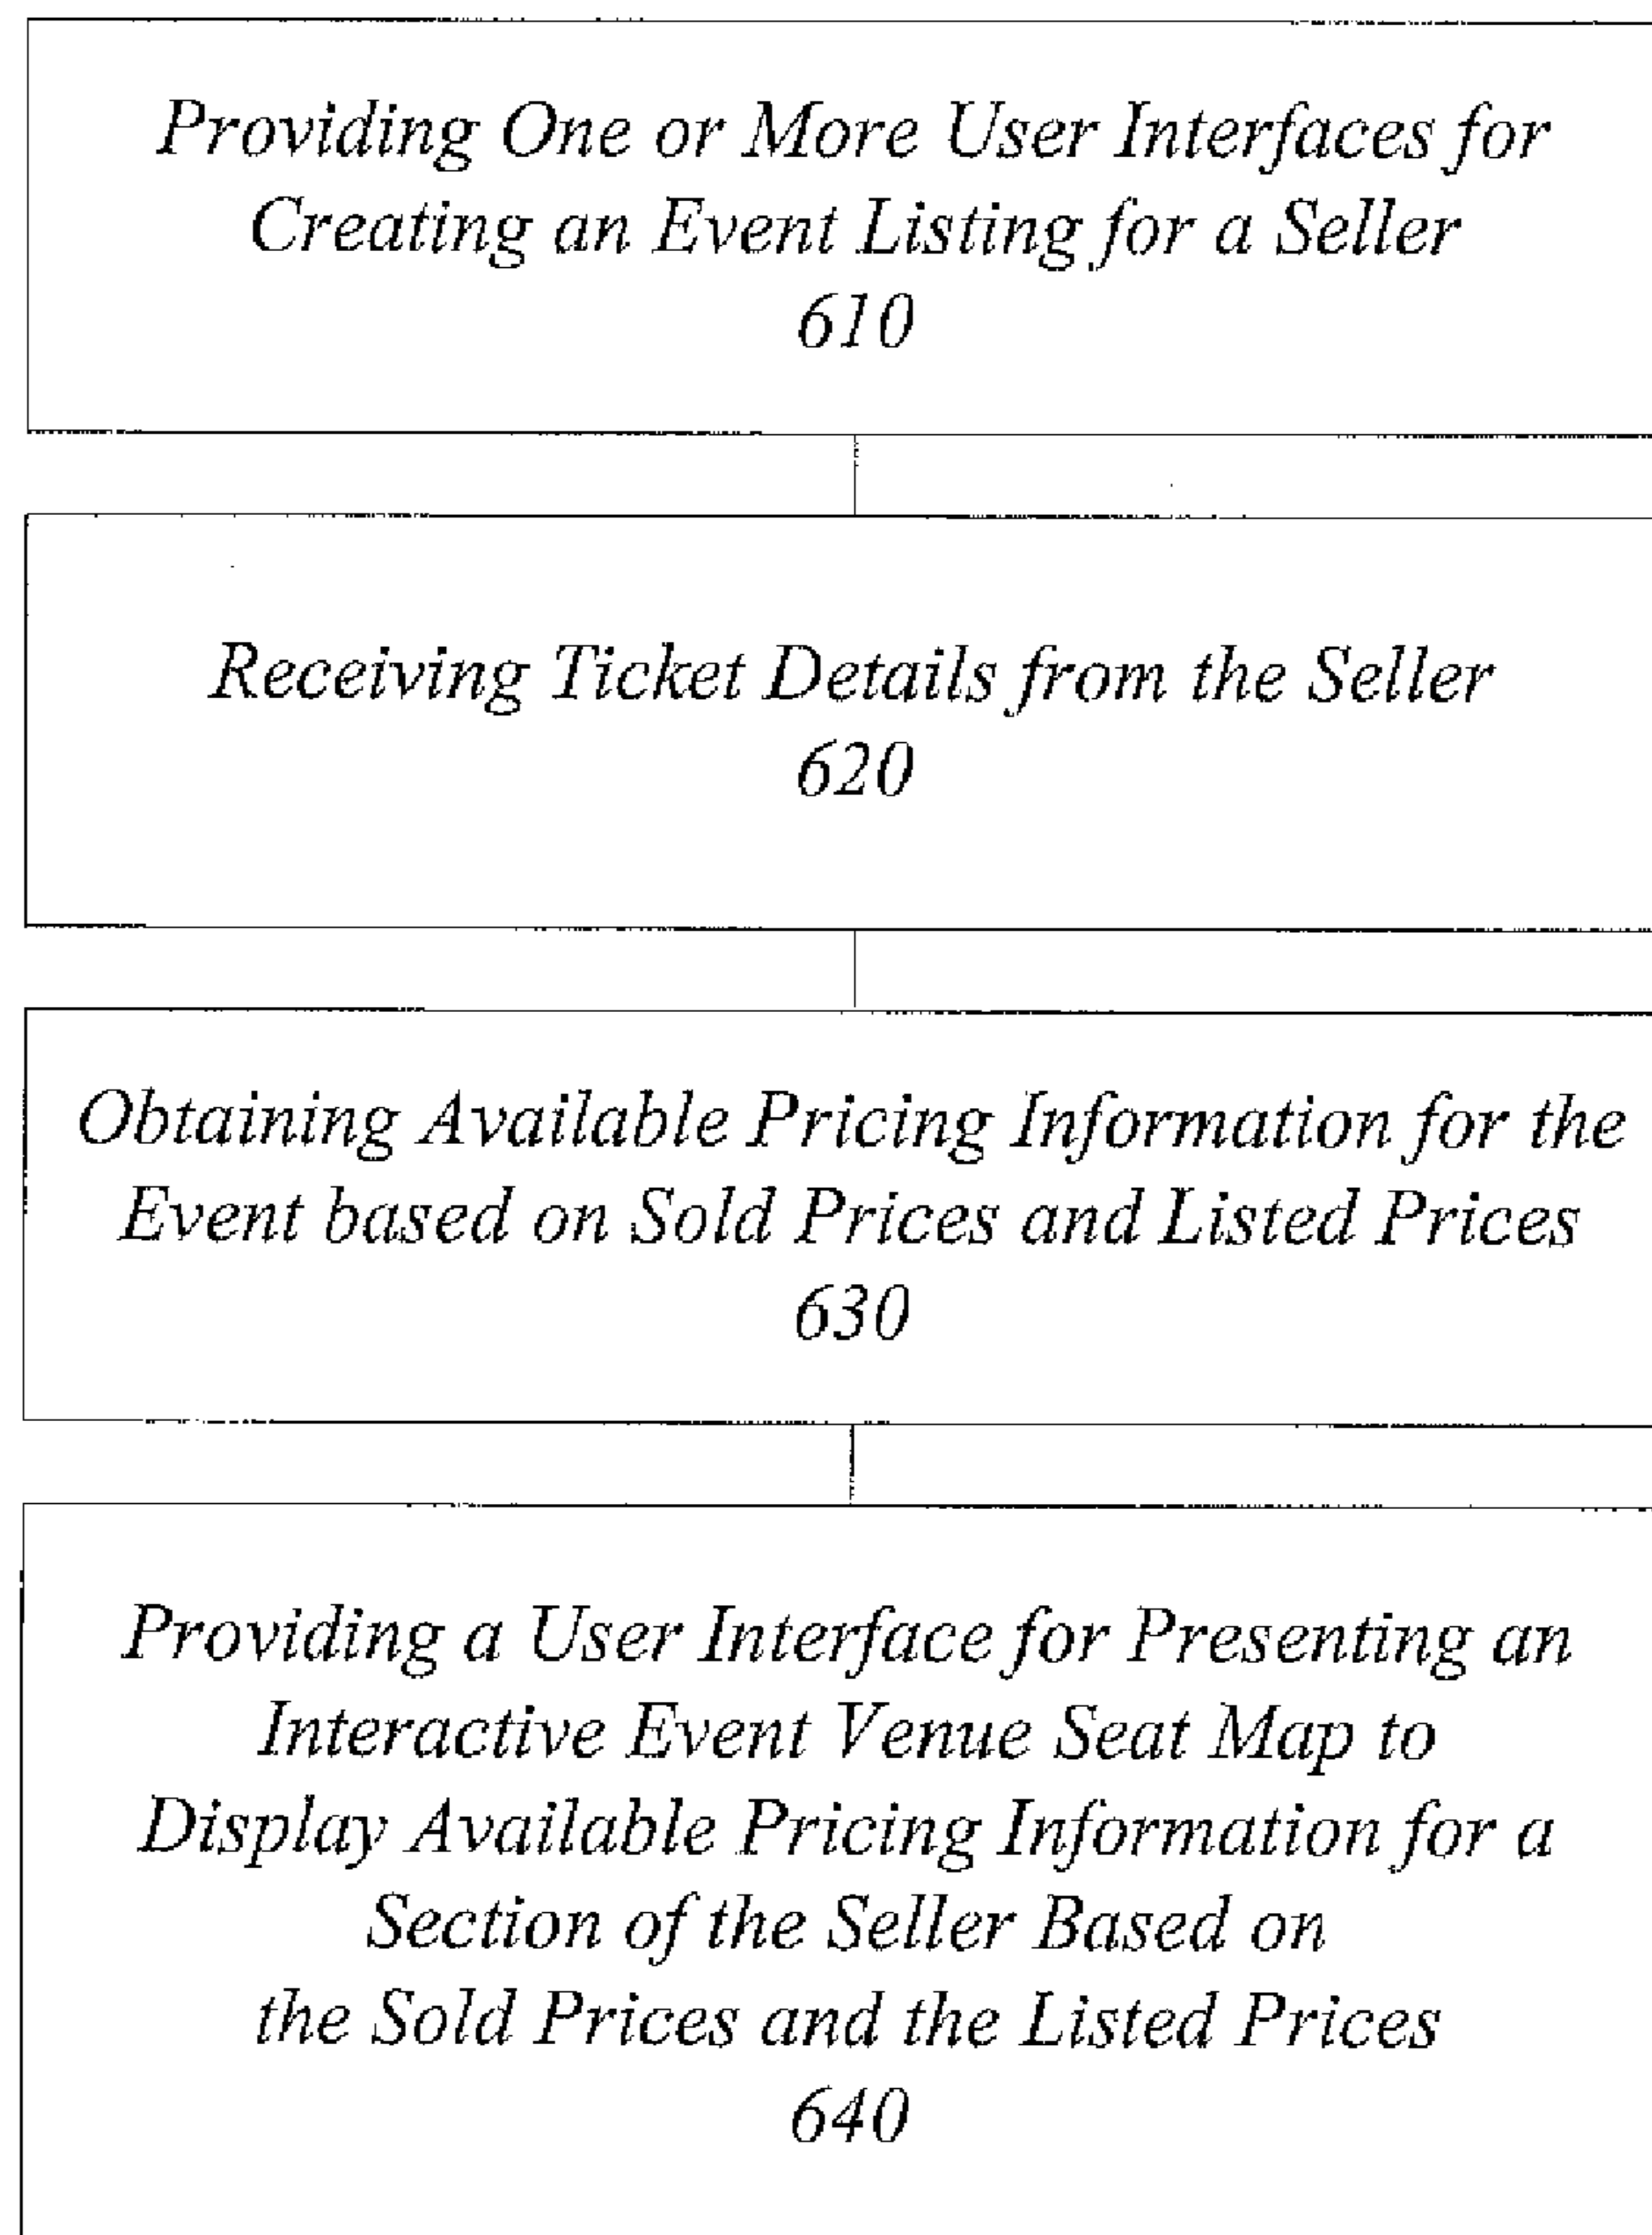 Providing One or More User Interfaces for
Creating an Event Listing for a Seller
610
Receiving Ticket Details from the Seller
620
Obtaining Available Pricing Information for the
Event based on Sold Prices and Listed Prices
630
Providing a User Interface for Presenting an
Interactive Event Venue Seat Map to
Display Available Pricing Information for a
Section of the Seller Based on
the Sold Prices and the Listed Prices
640